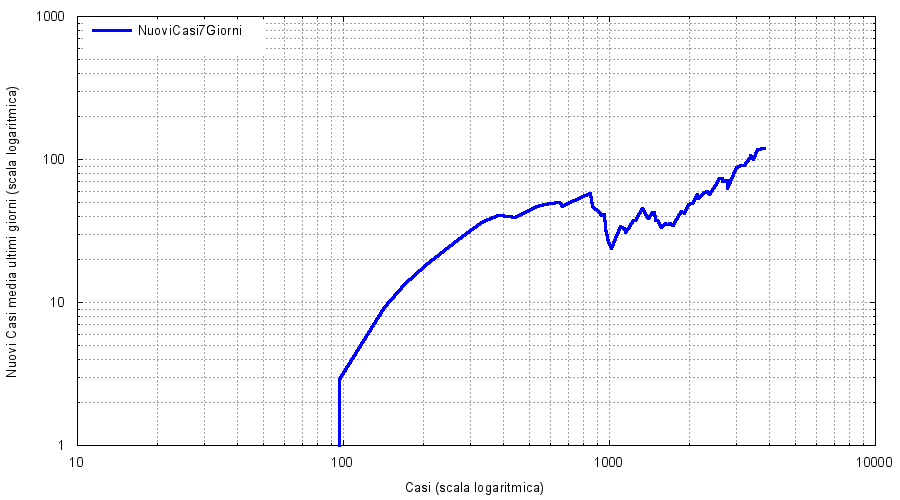 1000
NuoviCasi7Giorni
100
10
1
Nuovi Casi media ultimi giorni (scala logaritmica)
10 100 1000 10000
Casi (scala logaritmica)